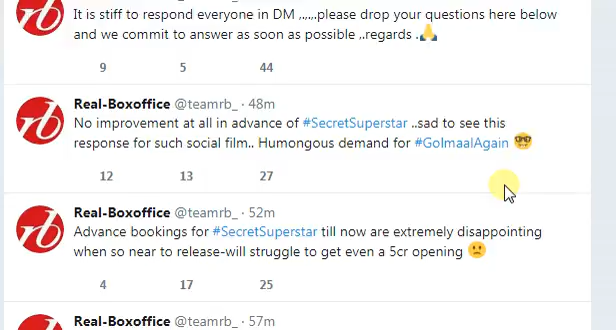 It is stiff to respond everyone in DM ,.,...please drop your questions here below
and we commit to answer as soon as possible ,.regards .🙏
9 5 44
rb
Real-Boxoffice @teamrb_ · 48m
No improvement at all in advance of #SecretSuperstar ..sad to see this
response for such social film.. Humongous demand for #GolmaalAgain 🤓
12 13 27
rb
Real-Boxoffice @teamrb_ · 52m
Advance bookings for #SecretSuperstar till now are extremely disappointing
when so near to release-will struggle to get even a 5cr opening 🙁
4 17 25
Real-Boxoffice @teamrb_ · 57m